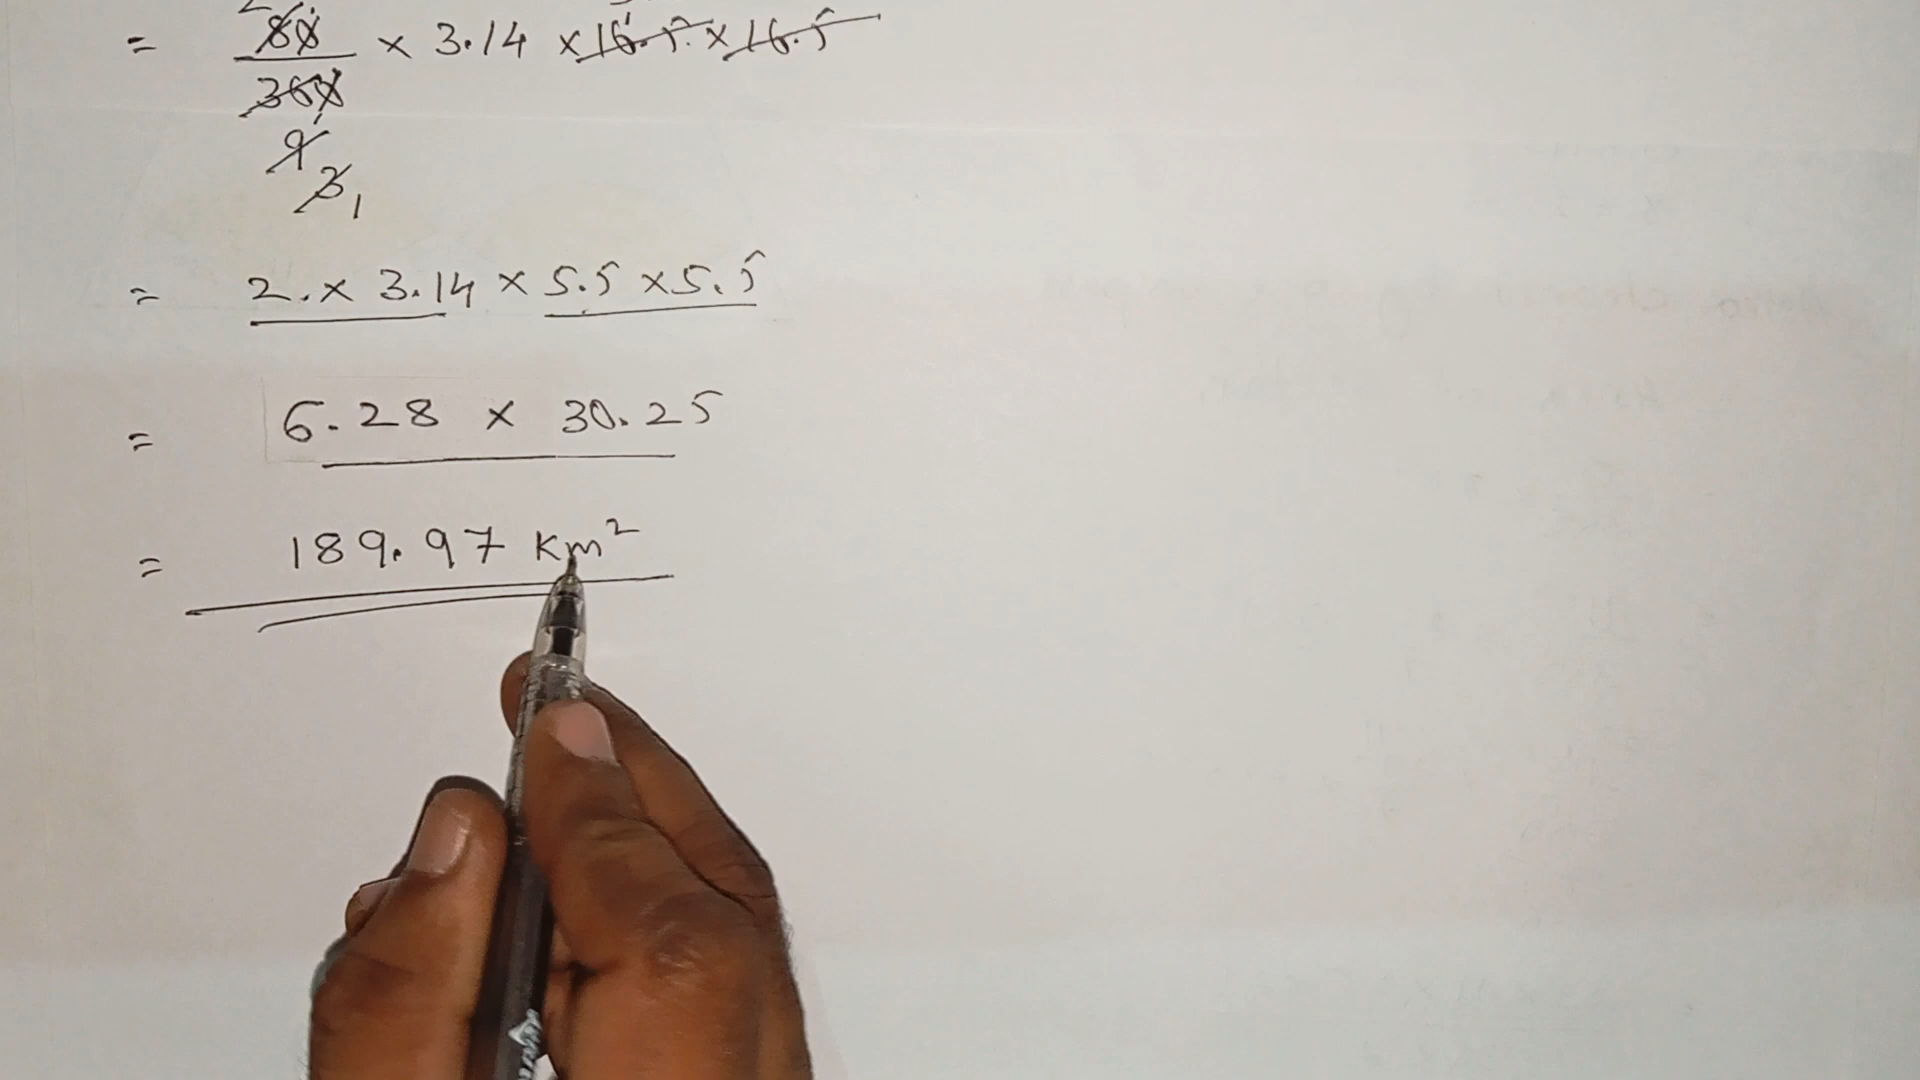 = 80/360 × 3.14 × 16.5 × 16.5
9
3 1
= 2 × 3.14 × 5.5 × 5.5
= 6.28 × 30.25
= 189.97 Km²